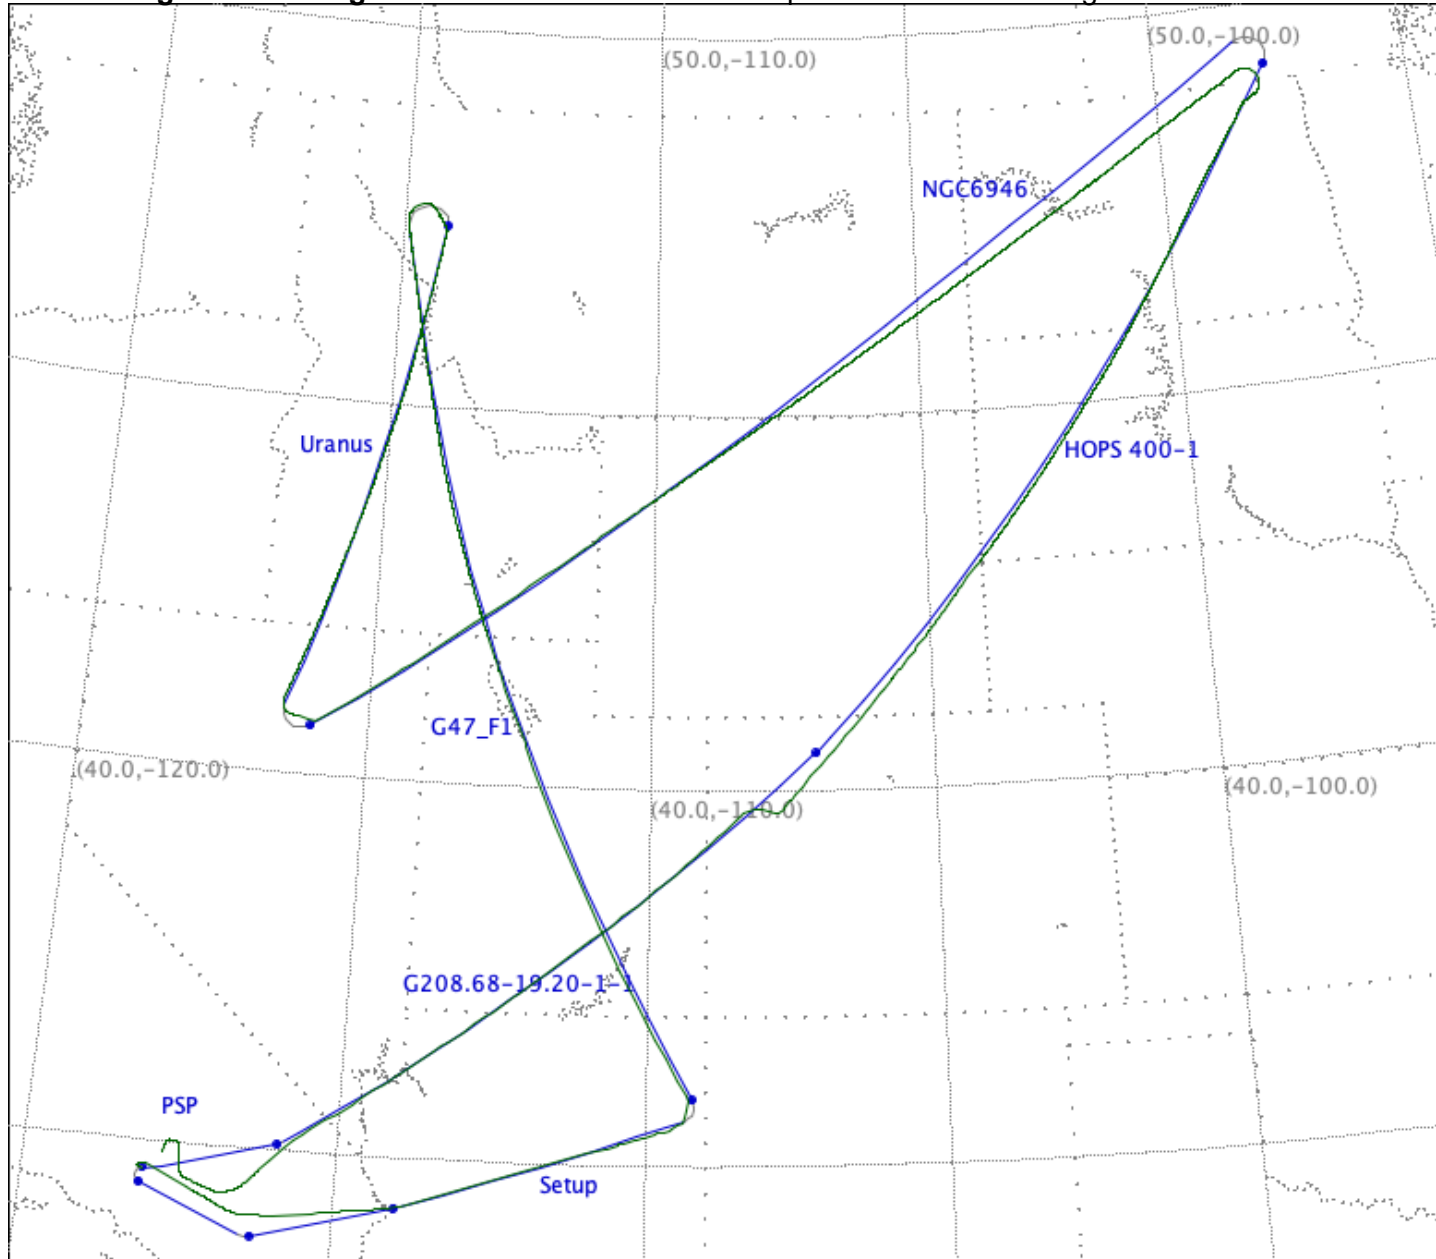 (50.0,-100.0)
(50.0,-110.0)
NGC6946
Uranus
HOPS 400-1
G47_F1
(40.0,-120.0)
(40.0,-100.0)
(40.0,-110.0)
G208.68-19.20-1-1
PSP
Setup